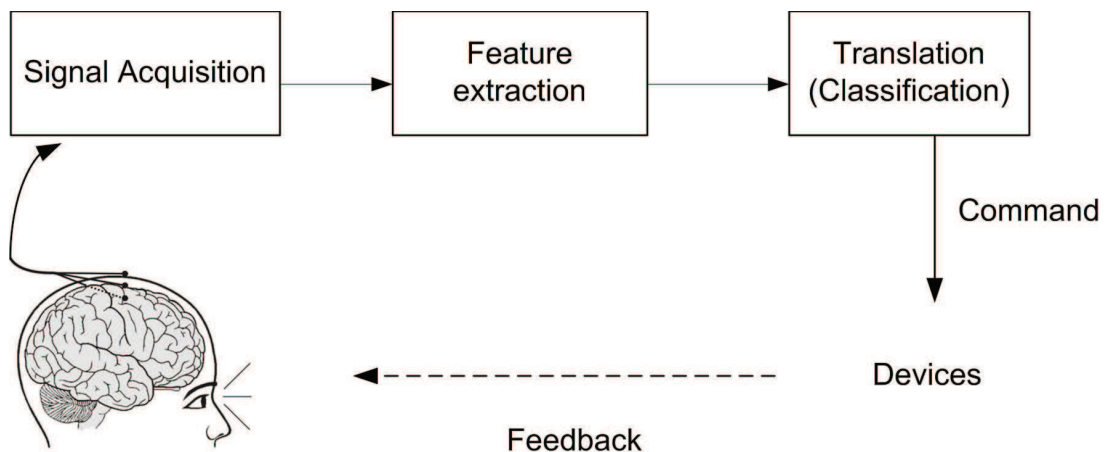 Signal Acquisition
Feature
extraction
Translation
(Classification)
Command
Devices
Feedback